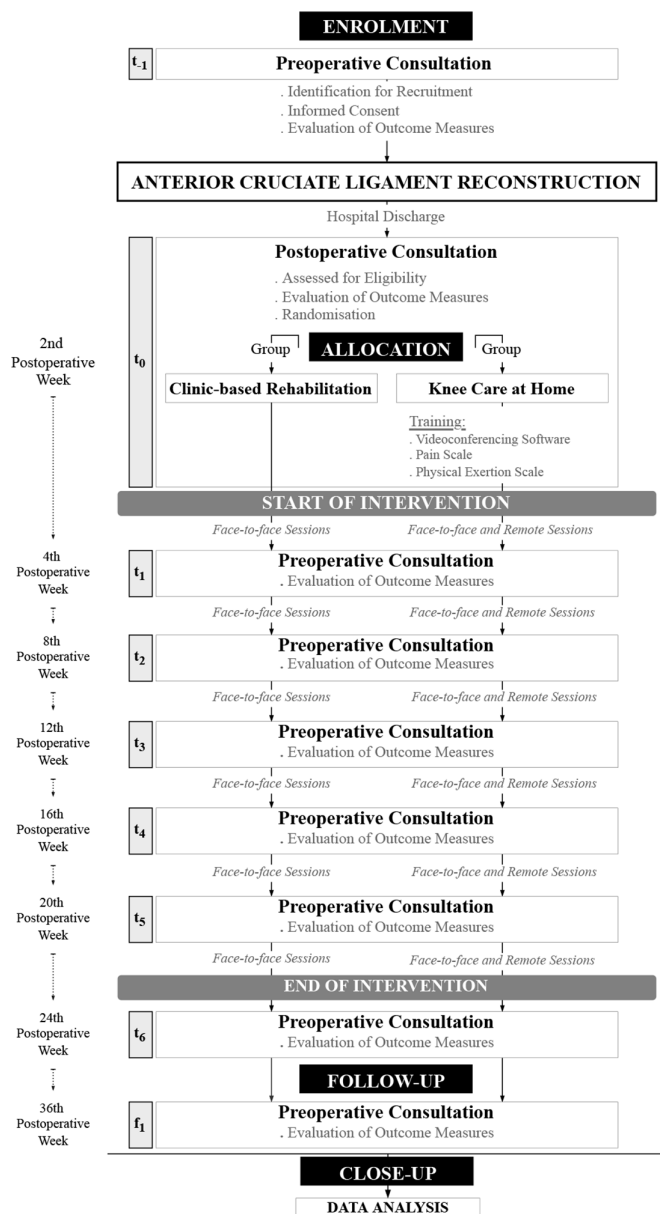 ENROLMENT
t-1
Preoperative Consultation
. Identification for Recruitment
. Informed Consent
. Evaluation of Outcome Measures
ANTERIOR CRUCIATE LIGAMENT RECONSTRUCTION
Hospital Discharge
2nd
Postoperative
Week
t0
Postoperative Consultation
. Assessed for Eligibility
. Evaluation of Outcome Measures
. Randomisation
Group
ALLOCATION
Group
Clinic-based Rehabilitation
Knee Care at Home
Training:
. Videoconferencing Software
. Pain Scale
. Physical Exertion Scale
START OF INTERVENTION
Face-to-face Sessions
Face-to-face and Remote Sessions
4th
Postoperative
Week
t1
Preoperative Consultation
. Evaluation of Outcome Measures
Face-to-face Sessions
Face-to-face and Remote Sessions
8th
Postoperative
Week
t2
Preoperative Consultation
. Evaluation of Outcome Measures
Face-to-face Sessions
Face-to-face and Remote Sessions
12th
Postoperative
Week
t3
Preoperative Consultation
. Evaluation of Outcome Measures
Face-to-face Sessions
Face-to-face and Remote Sessions
16th
Postoperative
Week
t4
Preoperative Consultation
. Evaluation of Outcome Measures
Face-to-face Sessions
Face-to-face and Remote Sessions
20th
Postoperative
Week
t5
Preoperative Consultation
. Evaluation of Outcome Measures
Face-to-face Sessions
Face-to-face and Remote Sessions
END OF INTERVENTION
24th
Postoperative
Week
t6
Preoperative Consultation
. Evaluation of Outcome Measures
FOLLOW-UP
36th
Postoperative
Week
f1
Preoperative Consultation
. Evaluation of Outcome Measures
CLOSE-UP
DATA ANALYSIS